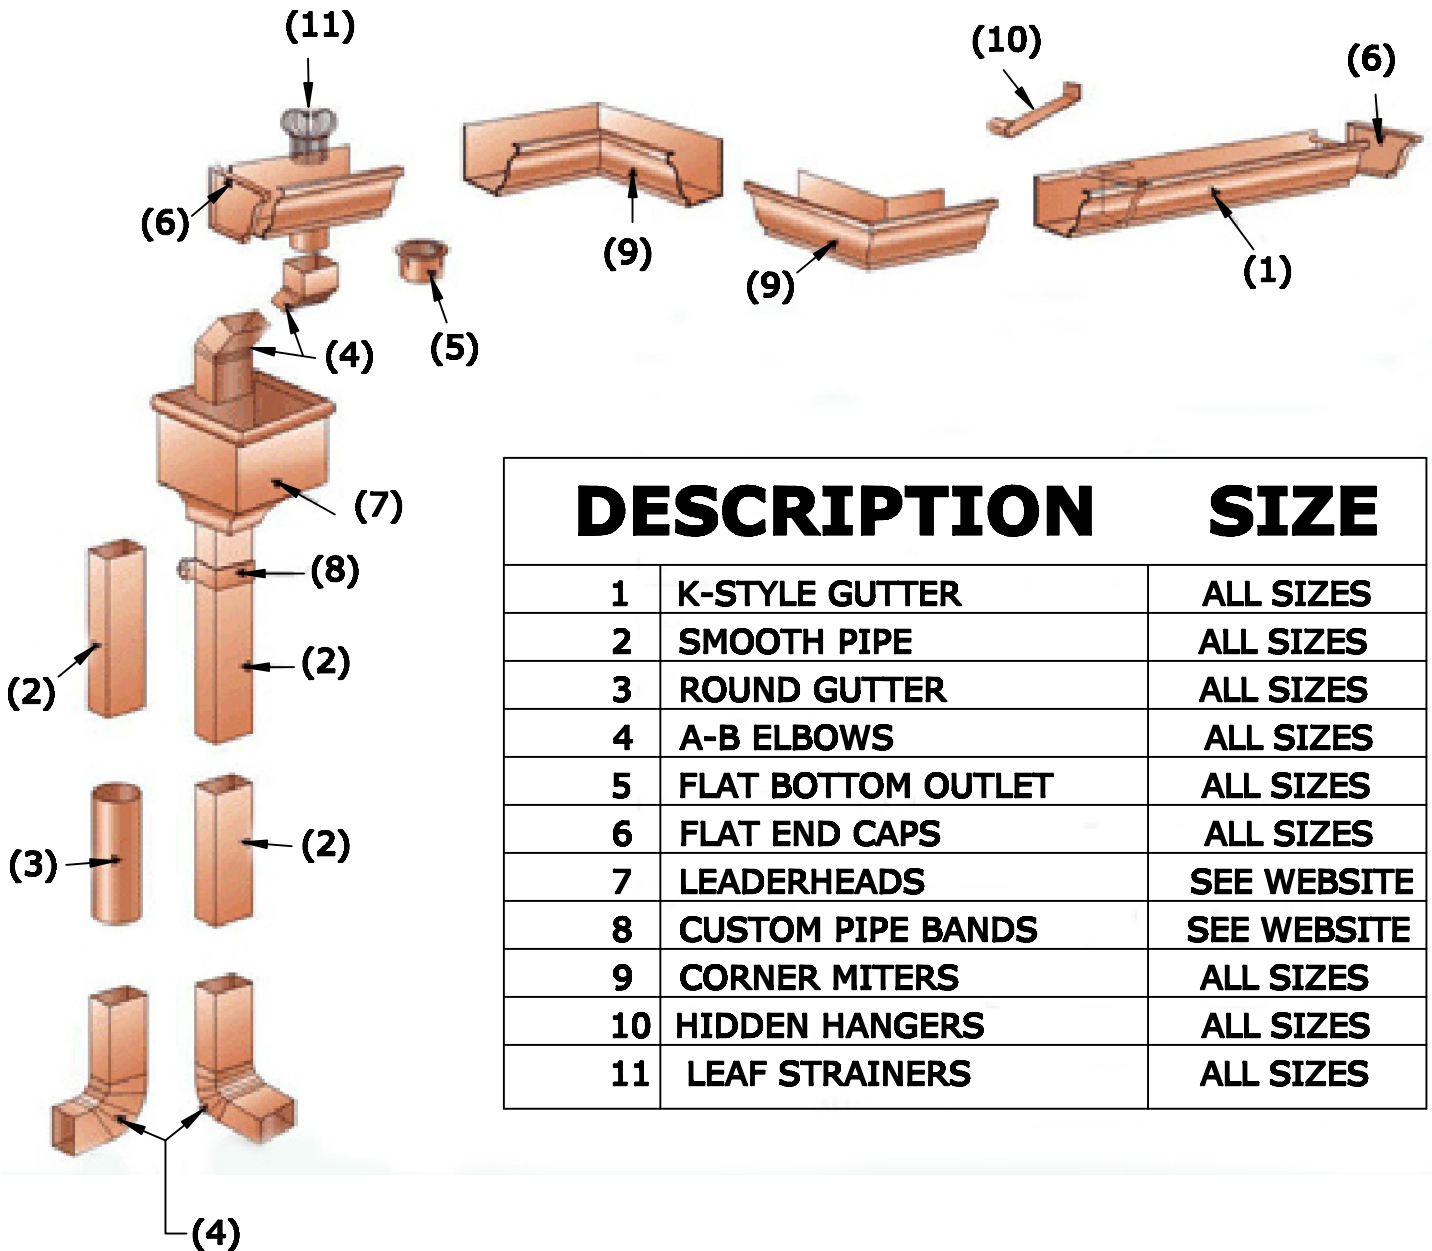 (11)
(10)
(6)
(6)
(9)
(9)
(1)
(5)
(4)
(7)
(8)
(2)
(2)
(3)
(2)
(4)
DESCRIPTION SIZE
1 K-STYLE GUTTER ALL SIZES
2 SMOOTH PIPE ALL SIZES
3 ROUND GUTTER ALL SIZES
4 A-B ELBOWS ALL SIZES
5 FLAT BOTTOM OUTLET ALL SIZES
6 FLAT END CAPS ALL SIZES
7 LEADERHEADS SEE WEBSITE
8 CUSTOM PIPE BANDS SEE WEBSITE
9 CORNER MITERS ALL SIZES
10 HIDDEN HANGERS ALL SIZES
11 LEAF STRAINERS ALL SIZES